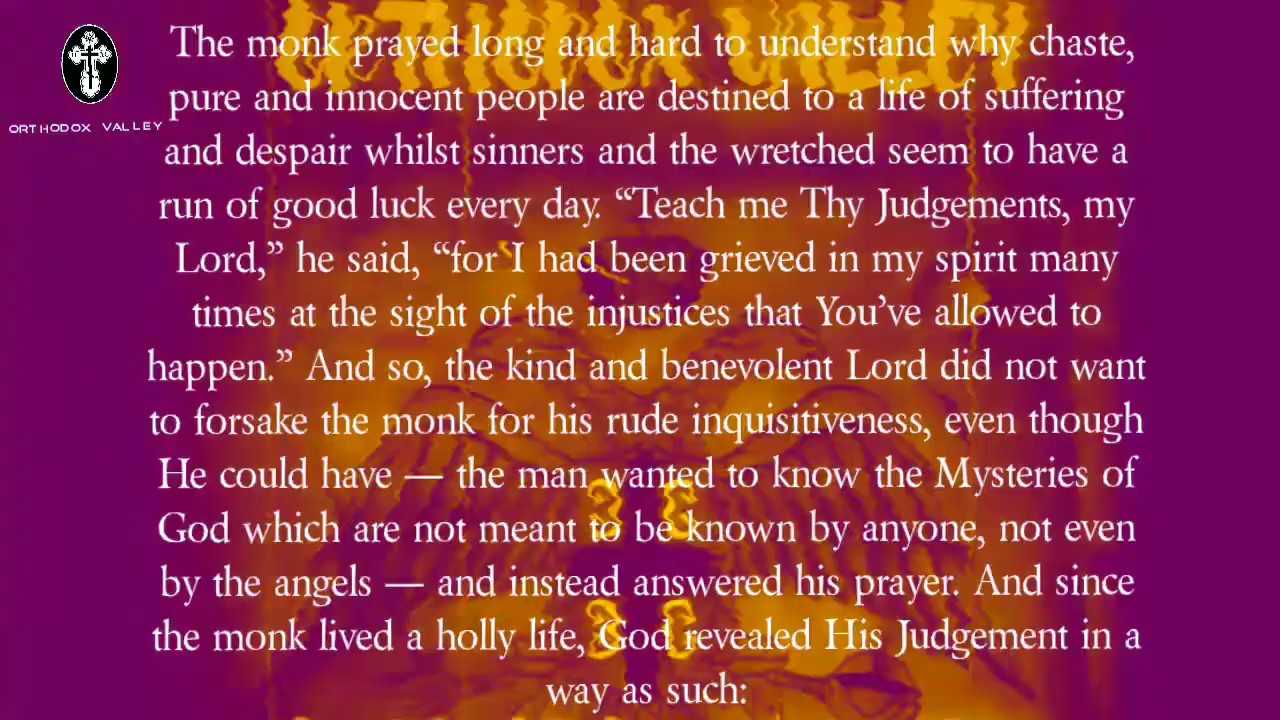 The monk prayed long and hard to understand why chaste,
pure and innocent people are destined to a life of suffering
and despair whilst sinners and the wretched seem to have a
run of good luck every day. “Teach me Thy Judgements, my
Lord,” he said, “for I had been grieved in my spirit many
times at the sight of the injustices that You’ve allowed to
happen.” And so, the kind and benevolent Lord did not want
to forsake the monk for his rude inquisitiveness, even though
He could have — the man wanted to know the Mysteries of
God which are not meant to be known by anyone, not even
by the angels — and instead answered his prayer. And since
the monk lived a holly life, God revealed His Judgement in a
way as such:
ORTHODOX VALLEY